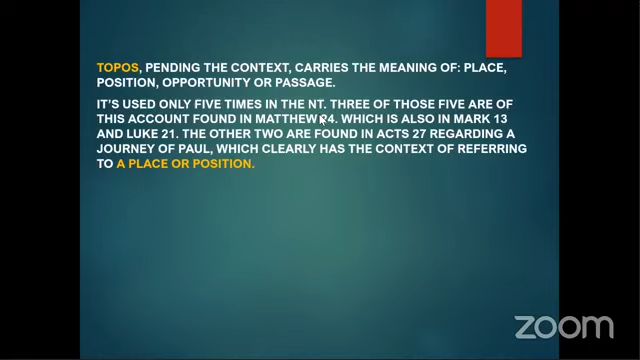 TOPOS, PENDING THE CONTEXT, CARRIES THE MEANING OF: PLACE,
POSITION, OPPORTUNITY OR PASSAGE.
IT'S USED ONLY FIVE TIMES IN THE NT. THREE OF THOSE FIVE ARE OF
THIS ACCOUNT FOUND IN MATTHEW 24. WHICH IS ALSO IN MARK 13
AND LUKE 21. THE OTHER TWO ARE FOUND IN ACTS 27 REGARDING A
JOURNEY OF PAUL, WHICH CLEARLY HAS THE CONTEXT OF REFERRING
TO A PLACE OR POSITION.
zoom